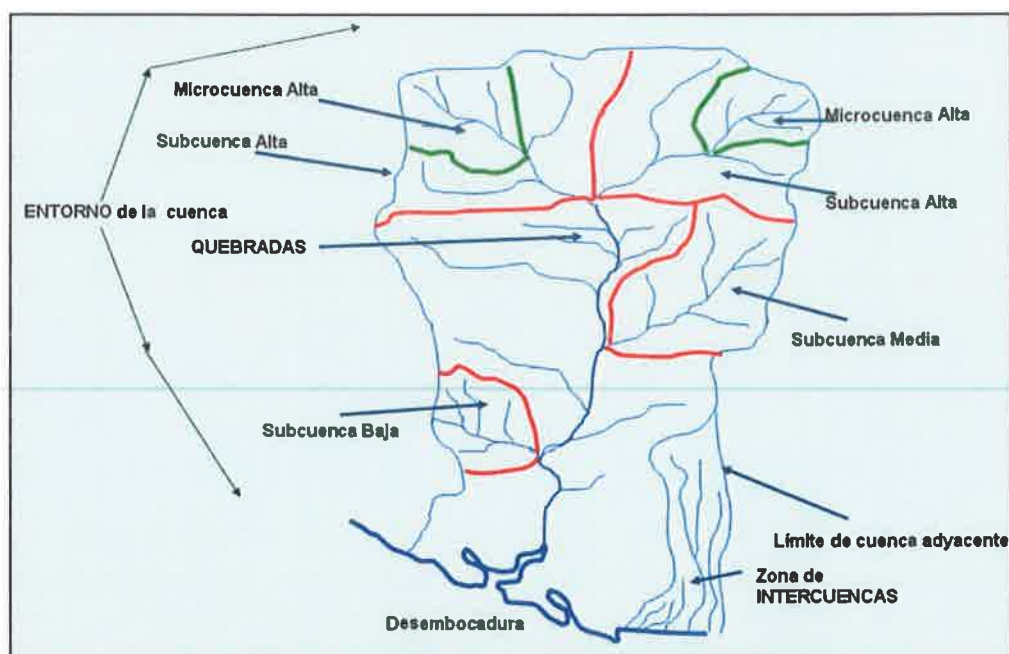 Microcuenca Alta
Microcuenca Alta
Subcuenca Alta
Subcuenca Alta
ENTORNO de la cuenca
QUEBRADAS
Subcuenca Media
Subcuenca Baja
Límite de cuenca adyacente
Zona de
INTERCUENCAS
Desembocadura